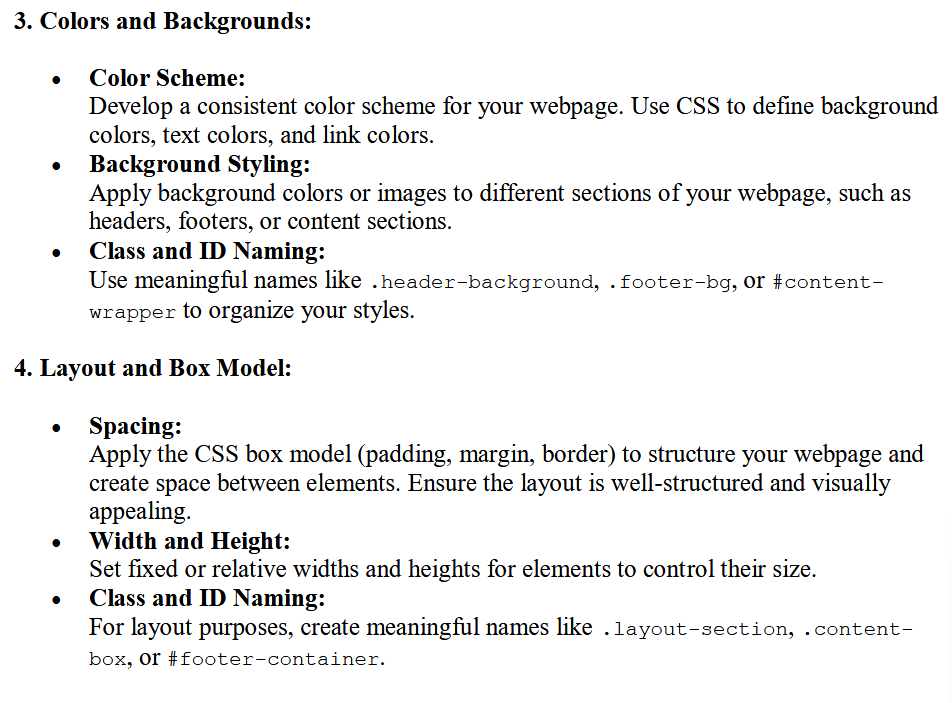 3. Colors and Backgrounds:
• Color Scheme:
Develop a consistent color scheme for your webpage. Use CSS to define background
colors, text colors, and link colors.
• Background Styling:
Apply background colors or images to different sections of your webpage, such as
headers, footers, or content sections.
• Class and ID Naming:
Use meaningful names like .header-background, .footer-bg, or #content-
wrapper to organize your styles.
4. Layout and Box Model:
• Spacing:
Apply the CSS box model (padding, margin, border) to structure your webpage and
create space between elements. Ensure the layout is well-structured and visually
appealing.
• Width and Height:
Set fixed or relative widths and heights for elements to control their size.
• Class and ID Naming:
For layout purposes, create meaningful names like .layout-section, .content-
box, or #footer-container.